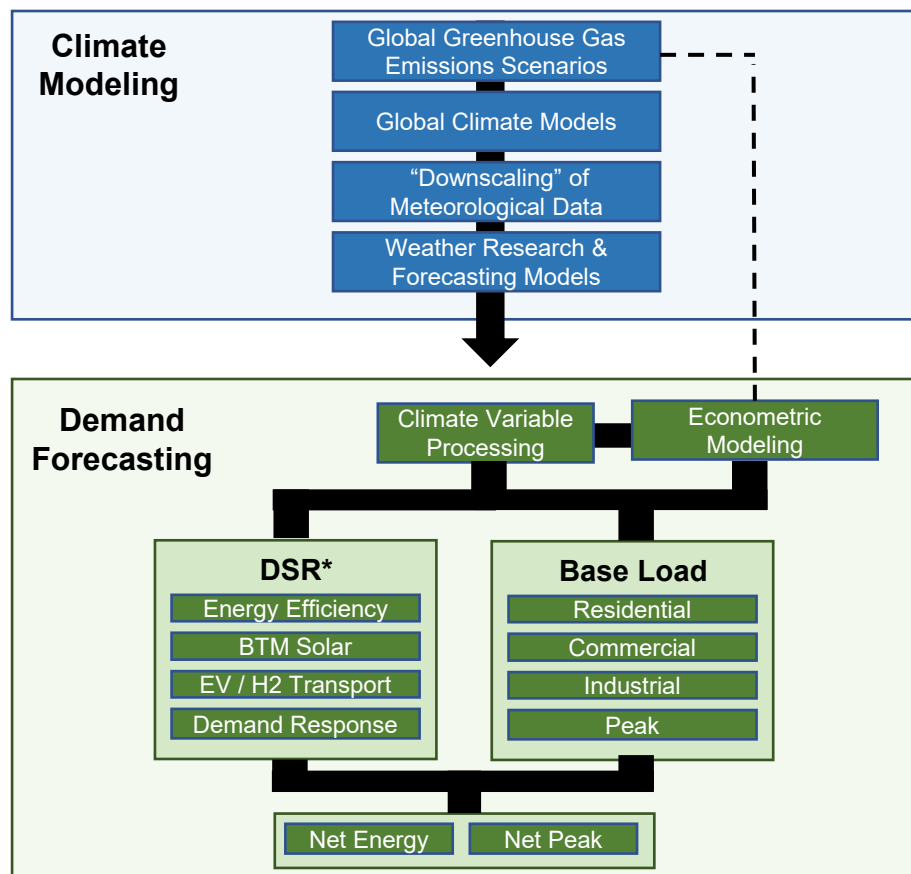 Climate
Modeling
Global Greenhouse Gas
Emissions Scenarios
Global Climate Models
“Downscaling” of
Meteorological Data
Weather Research &
Forecasting Models
Demand
Forecasting
Climate Variable
Processing
Econometric
Modeling
DSR*
Energy Efficiency
BTM Solar
EV / H2 Transport
Demand Response
Base Load
Residential
Commercial
Industrial
Peak
Net Energy
Net Peak